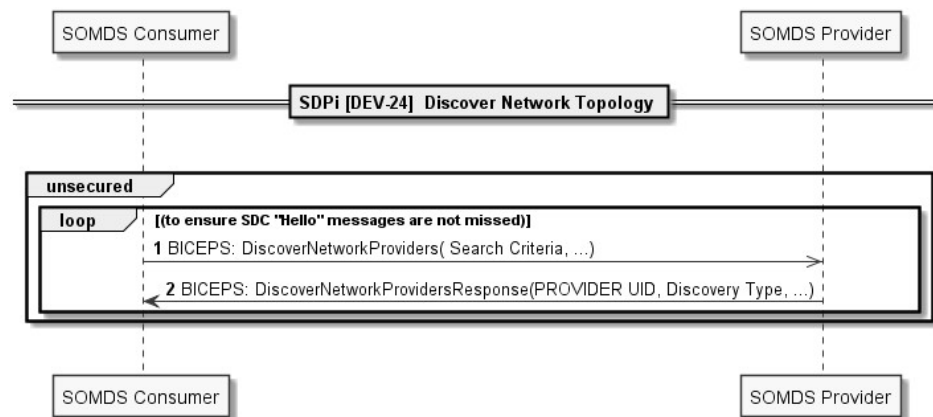 SOMDS Consumer
SOMDS Provider
SDPi [DEV-24] Discover Network Topology
unsecured
loop
[(to ensure SDC "Hello" messages are not missed)]
1 BICEPS: DiscoverNetworkProviders( Search Criteria, ...)
2 BICEPS: DiscoverNetworkProvidersResponse(PROVIDER UID, Discovery Type, ...)
SOMDS Consumer
SOMDS Provider